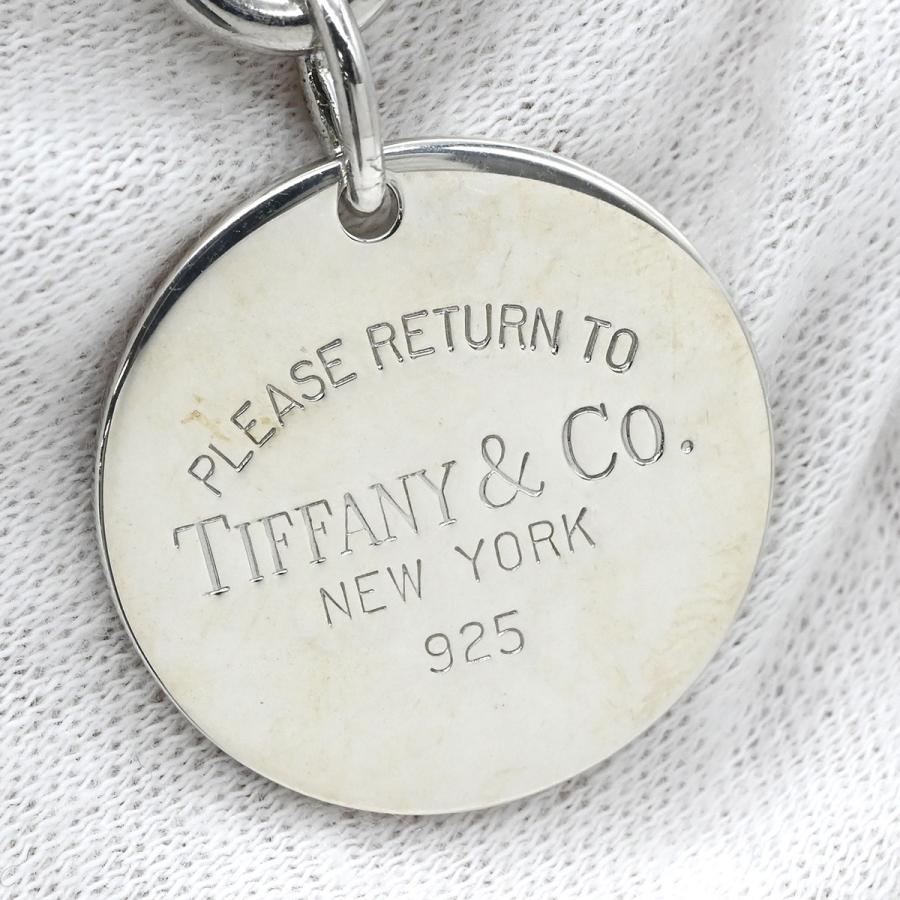 PLEASE RETURN TO
TIFFANY & CO.
NEW YORK
925